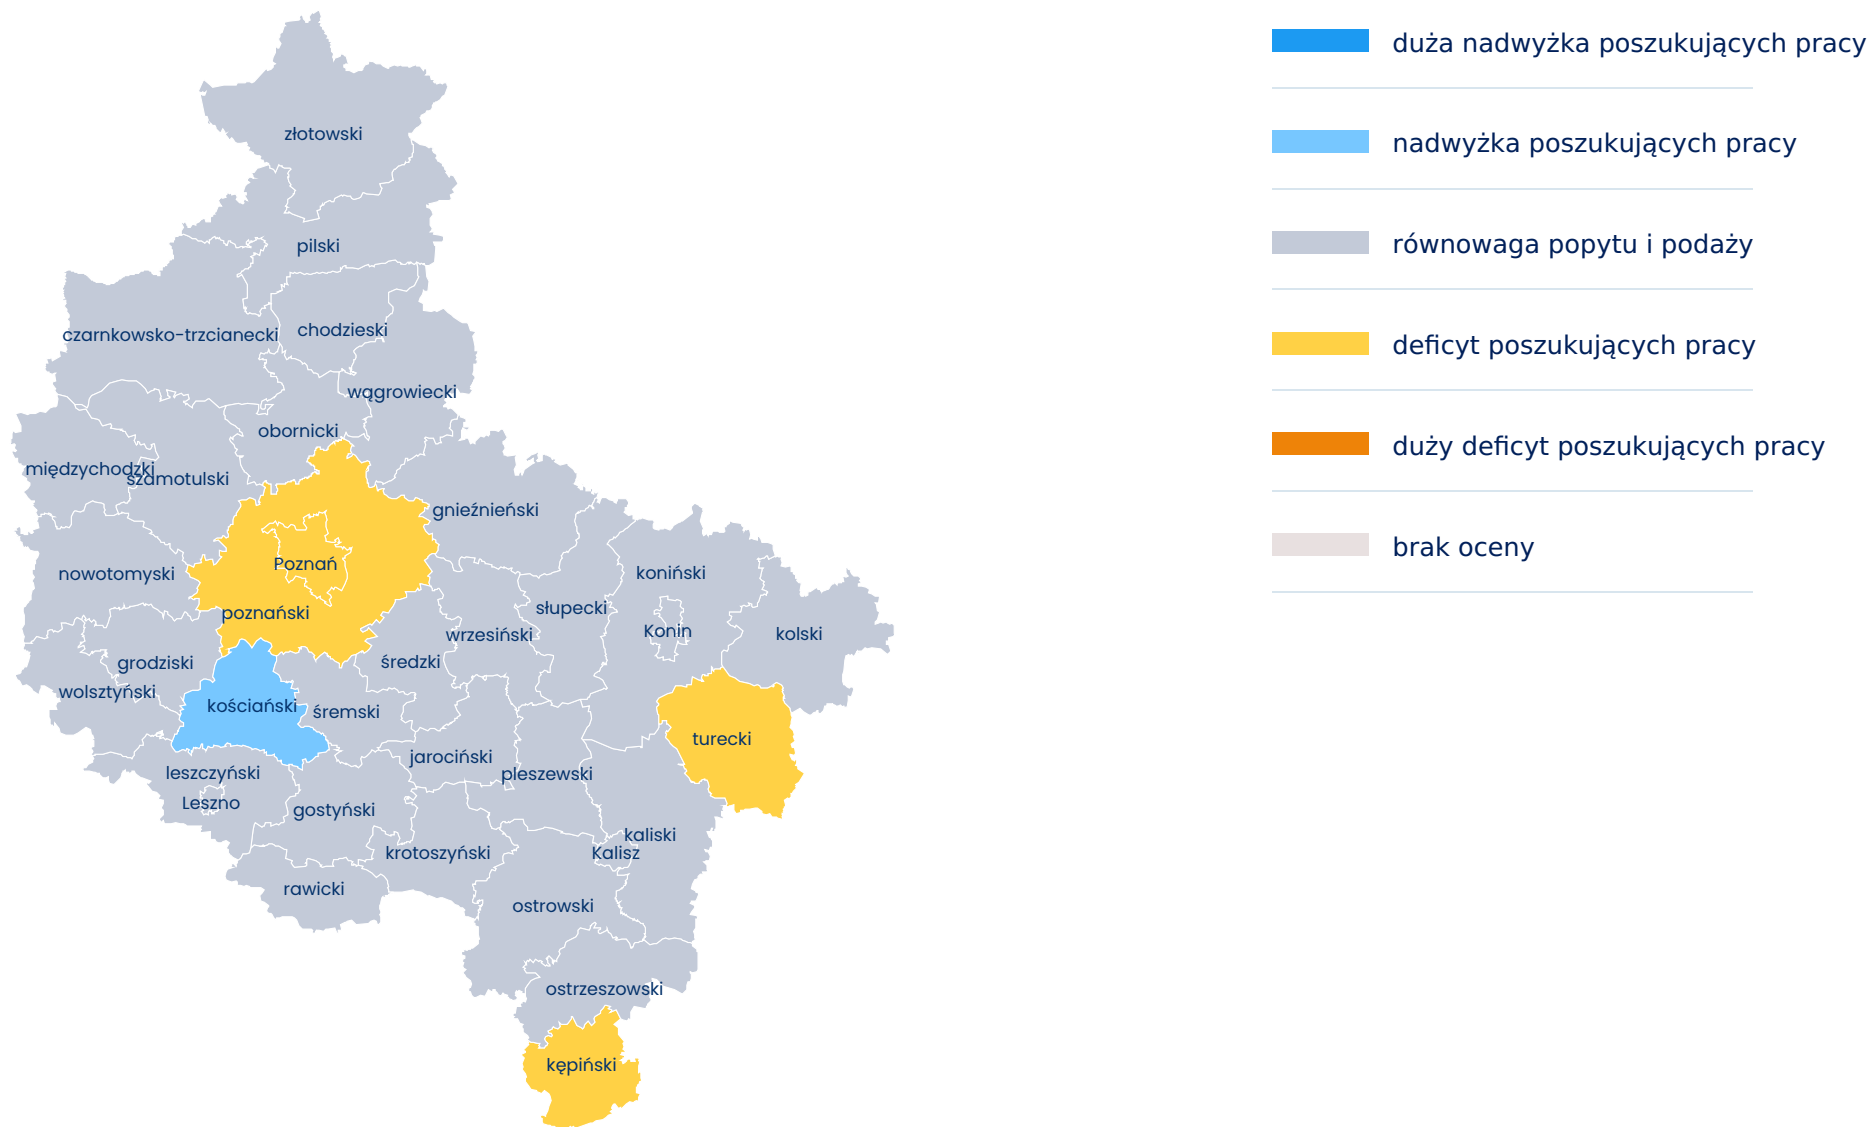 złotowski
pilski
czarnkowsko-trzcianecki
chodzieski
wągrowiecki
obornicki
międzychodzki
szamotulski
gnieźnieński
Poznań
nowotomyski
koniński
słupecki
poznański
Konin
kolski
wrzesiński
grodziski
średzki
wolsztyński
kościański
śremski
turecki
jarociński
leszczyński
pleszewski
Leszno
gostyński
kaliski
krotoszyński
Kalisz
rawicki
ostrowski
ostrzeszowski
kępiński
duża nadwyżka poszukujących pracy
nadwyżka poszukujących pracy
równowaga popytu i podaży
deficyt poszukujących pracy
duży deficyt poszukujących pracy
brak oceny